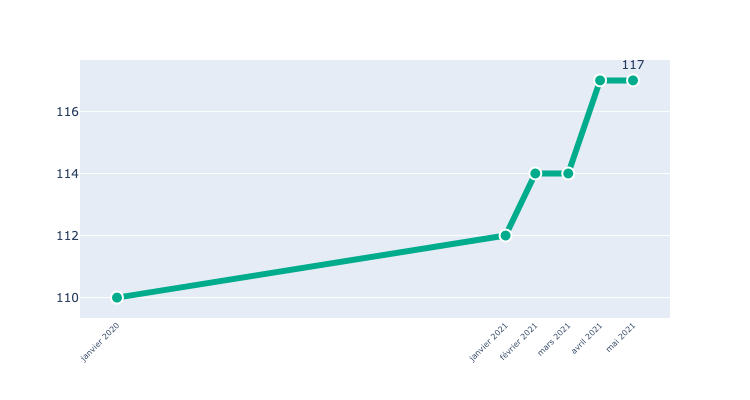 117
116
114
112
110
janvier 2020
janvier 2021
février 2021
mars 2021
avril 2021
mai 2021